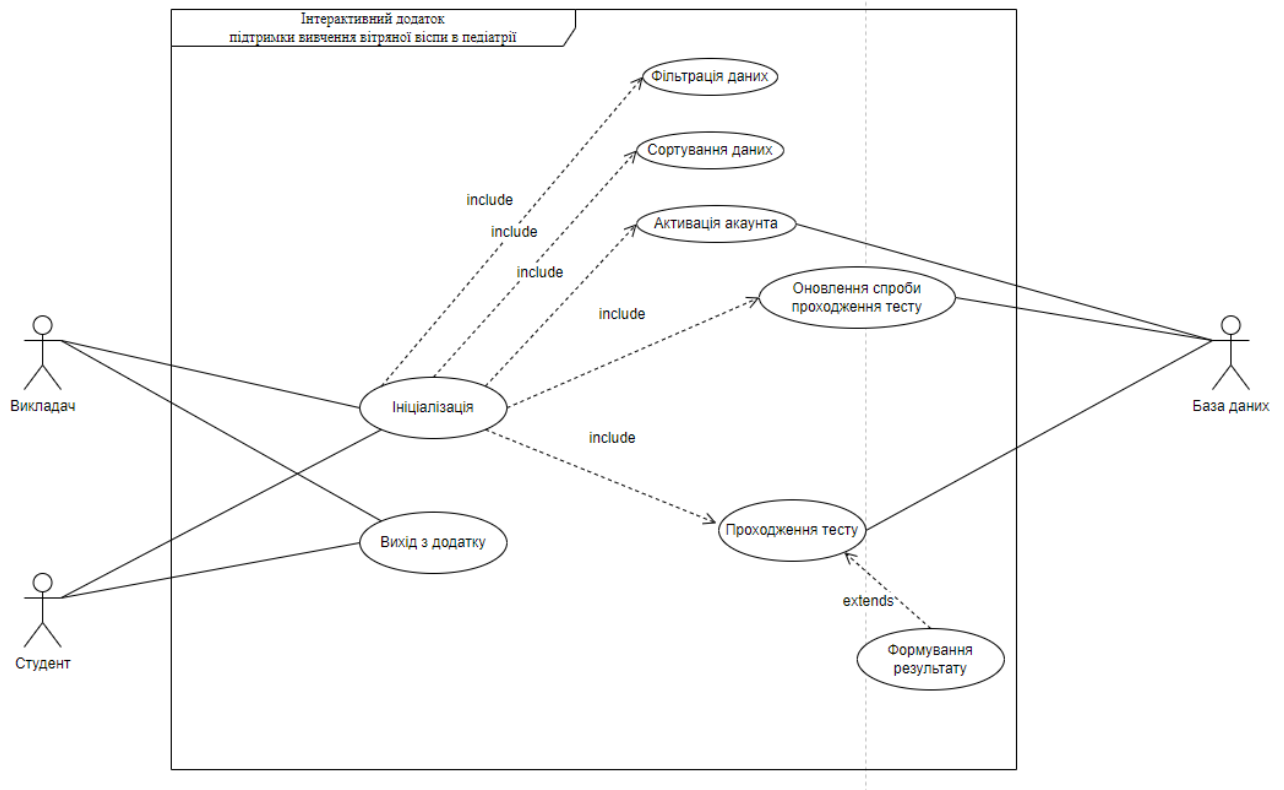 Інтерактивний додаток
підтримки вивчення вітряної віспи в педіатрії
Фільтрація даних
Сортування даних
include
include
Активація акаунта
include
Оновлення спроби
проходження тесту
include
Викладач
Ініціалізація
База даних
include
Проходження тесту
Вихід з додатку
extends
Студент
Формування
результату